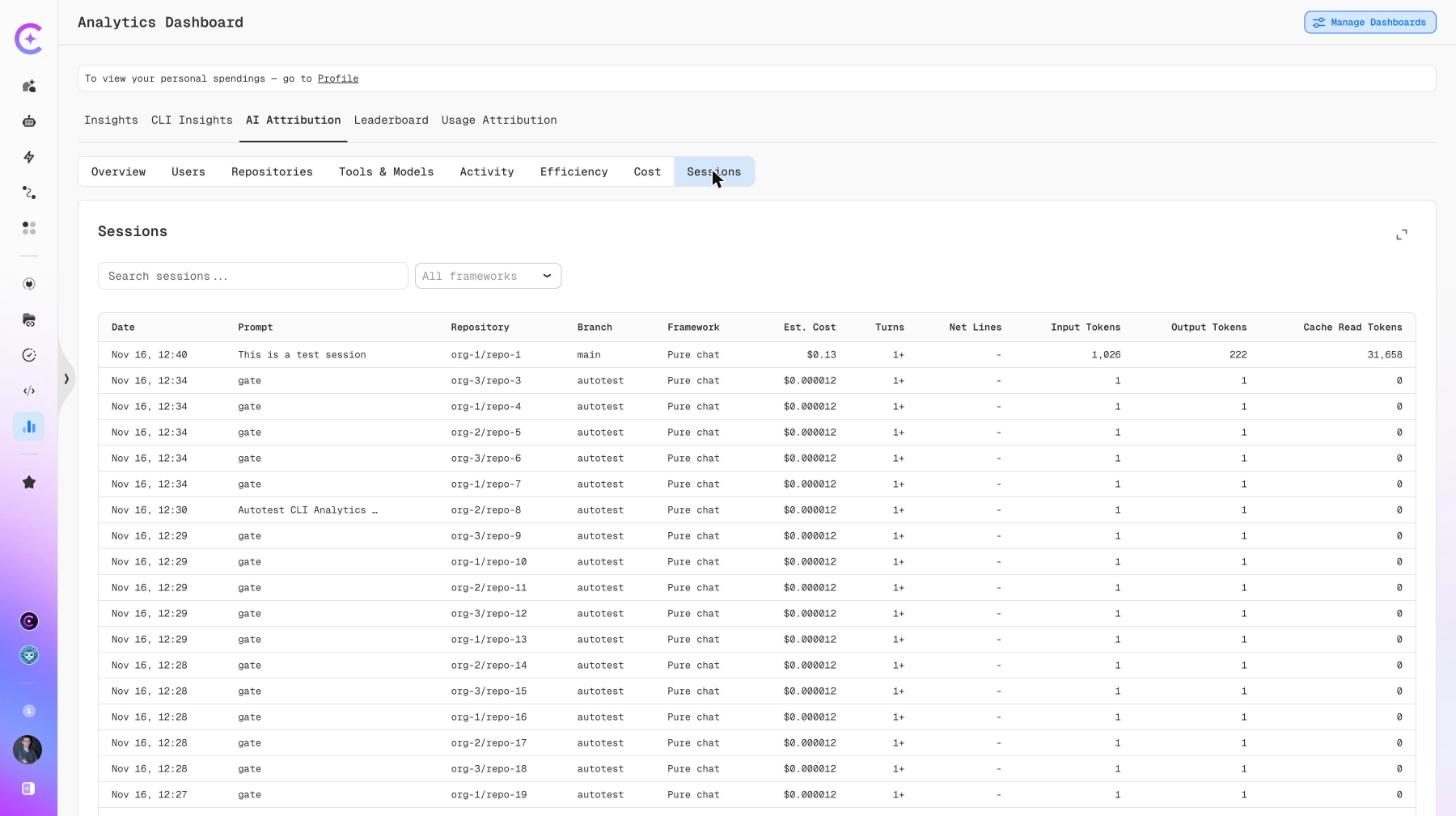 Analytics Dashboard
Manage Dashboards
To view your personal spendings — go to Profile
Insights CLI Insights AI Attribution Leaderboard Usage Attribution
Overview Users Repositories Tools & Models Activity Efficiency Cost Sessions
Sessions
Search sessions... All frameworks
Date Prompt Repository Branch Framework Est. Cost Turns Net Lines Input Tokens Output Tokens Cache Read Tokens
Nov 16, 12:40 This is a test session org-1/repo-1 main Pure chat $0.13 1+ - 1,026 222 31,658
Nov 16, 12:34 gate org-3/repo-3 autotest Pure chat $0.000012 1+ - 1 1 0
Nov 16, 12:34 gate org-1/repo-4 autotest Pure chat $0.000012 1+ - 1 1 0
Nov 16, 12:34 gate org-2/repo-5 autotest Pure chat $0.000012 1+ - 1 1 0
Nov 16, 12:34 gate org-3/repo-6 autotest Pure chat $0.000012 1+ - 1 1 0
Nov 16, 12:34 gate org-1/repo-7 autotest Pure chat $0.000012 1+ - 1 1 0
Nov 16, 12:30 Autotest CLI Analytics … org-2/repo-8 autotest Pure chat $0.000012 1+ - 1 1 0
Nov 16, 12:29 gate org-3/repo-9 autotest Pure chat $0.000012 1+ - 1 1 0
Nov 16, 12:29 gate org-1/repo-10 autotest Pure chat $0.000012 1+ - 1 1 0
Nov 16, 12:29 gate org-2/repo-11 autotest Pure chat $0.000012 1+ - 1 1 0
Nov 16, 12:29 gate org-3/repo-12 autotest Pure chat $0.000012 1+ - 1 1 0
Nov 16, 12:29 gate org-1/repo-13 autotest Pure chat $0.000012 1+ - 1 1 0
Nov 16, 12:28 gate org-2/repo-14 autotest Pure chat $0.000012 1+ - 1 1 0
Nov 16, 12:28 gate org-3/repo-15 autotest Pure chat $0.000012 1+ - 1 1 0
Nov 16, 12:28 gate org-1/repo-16 autotest Pure chat $0.000012 1+ - 1 1 0
Nov 16, 12:28 gate org-2/repo-17 autotest Pure chat $0.000012 1+ - 1 1 0
Nov 16, 12:28 gate org-3/repo-18 autotest Pure chat $0.000012 1+ - 1 1 0
Nov 16, 12:27 gate org-1/repo-19 autotest Pure chat $0.000012 1+ - 1 1 0